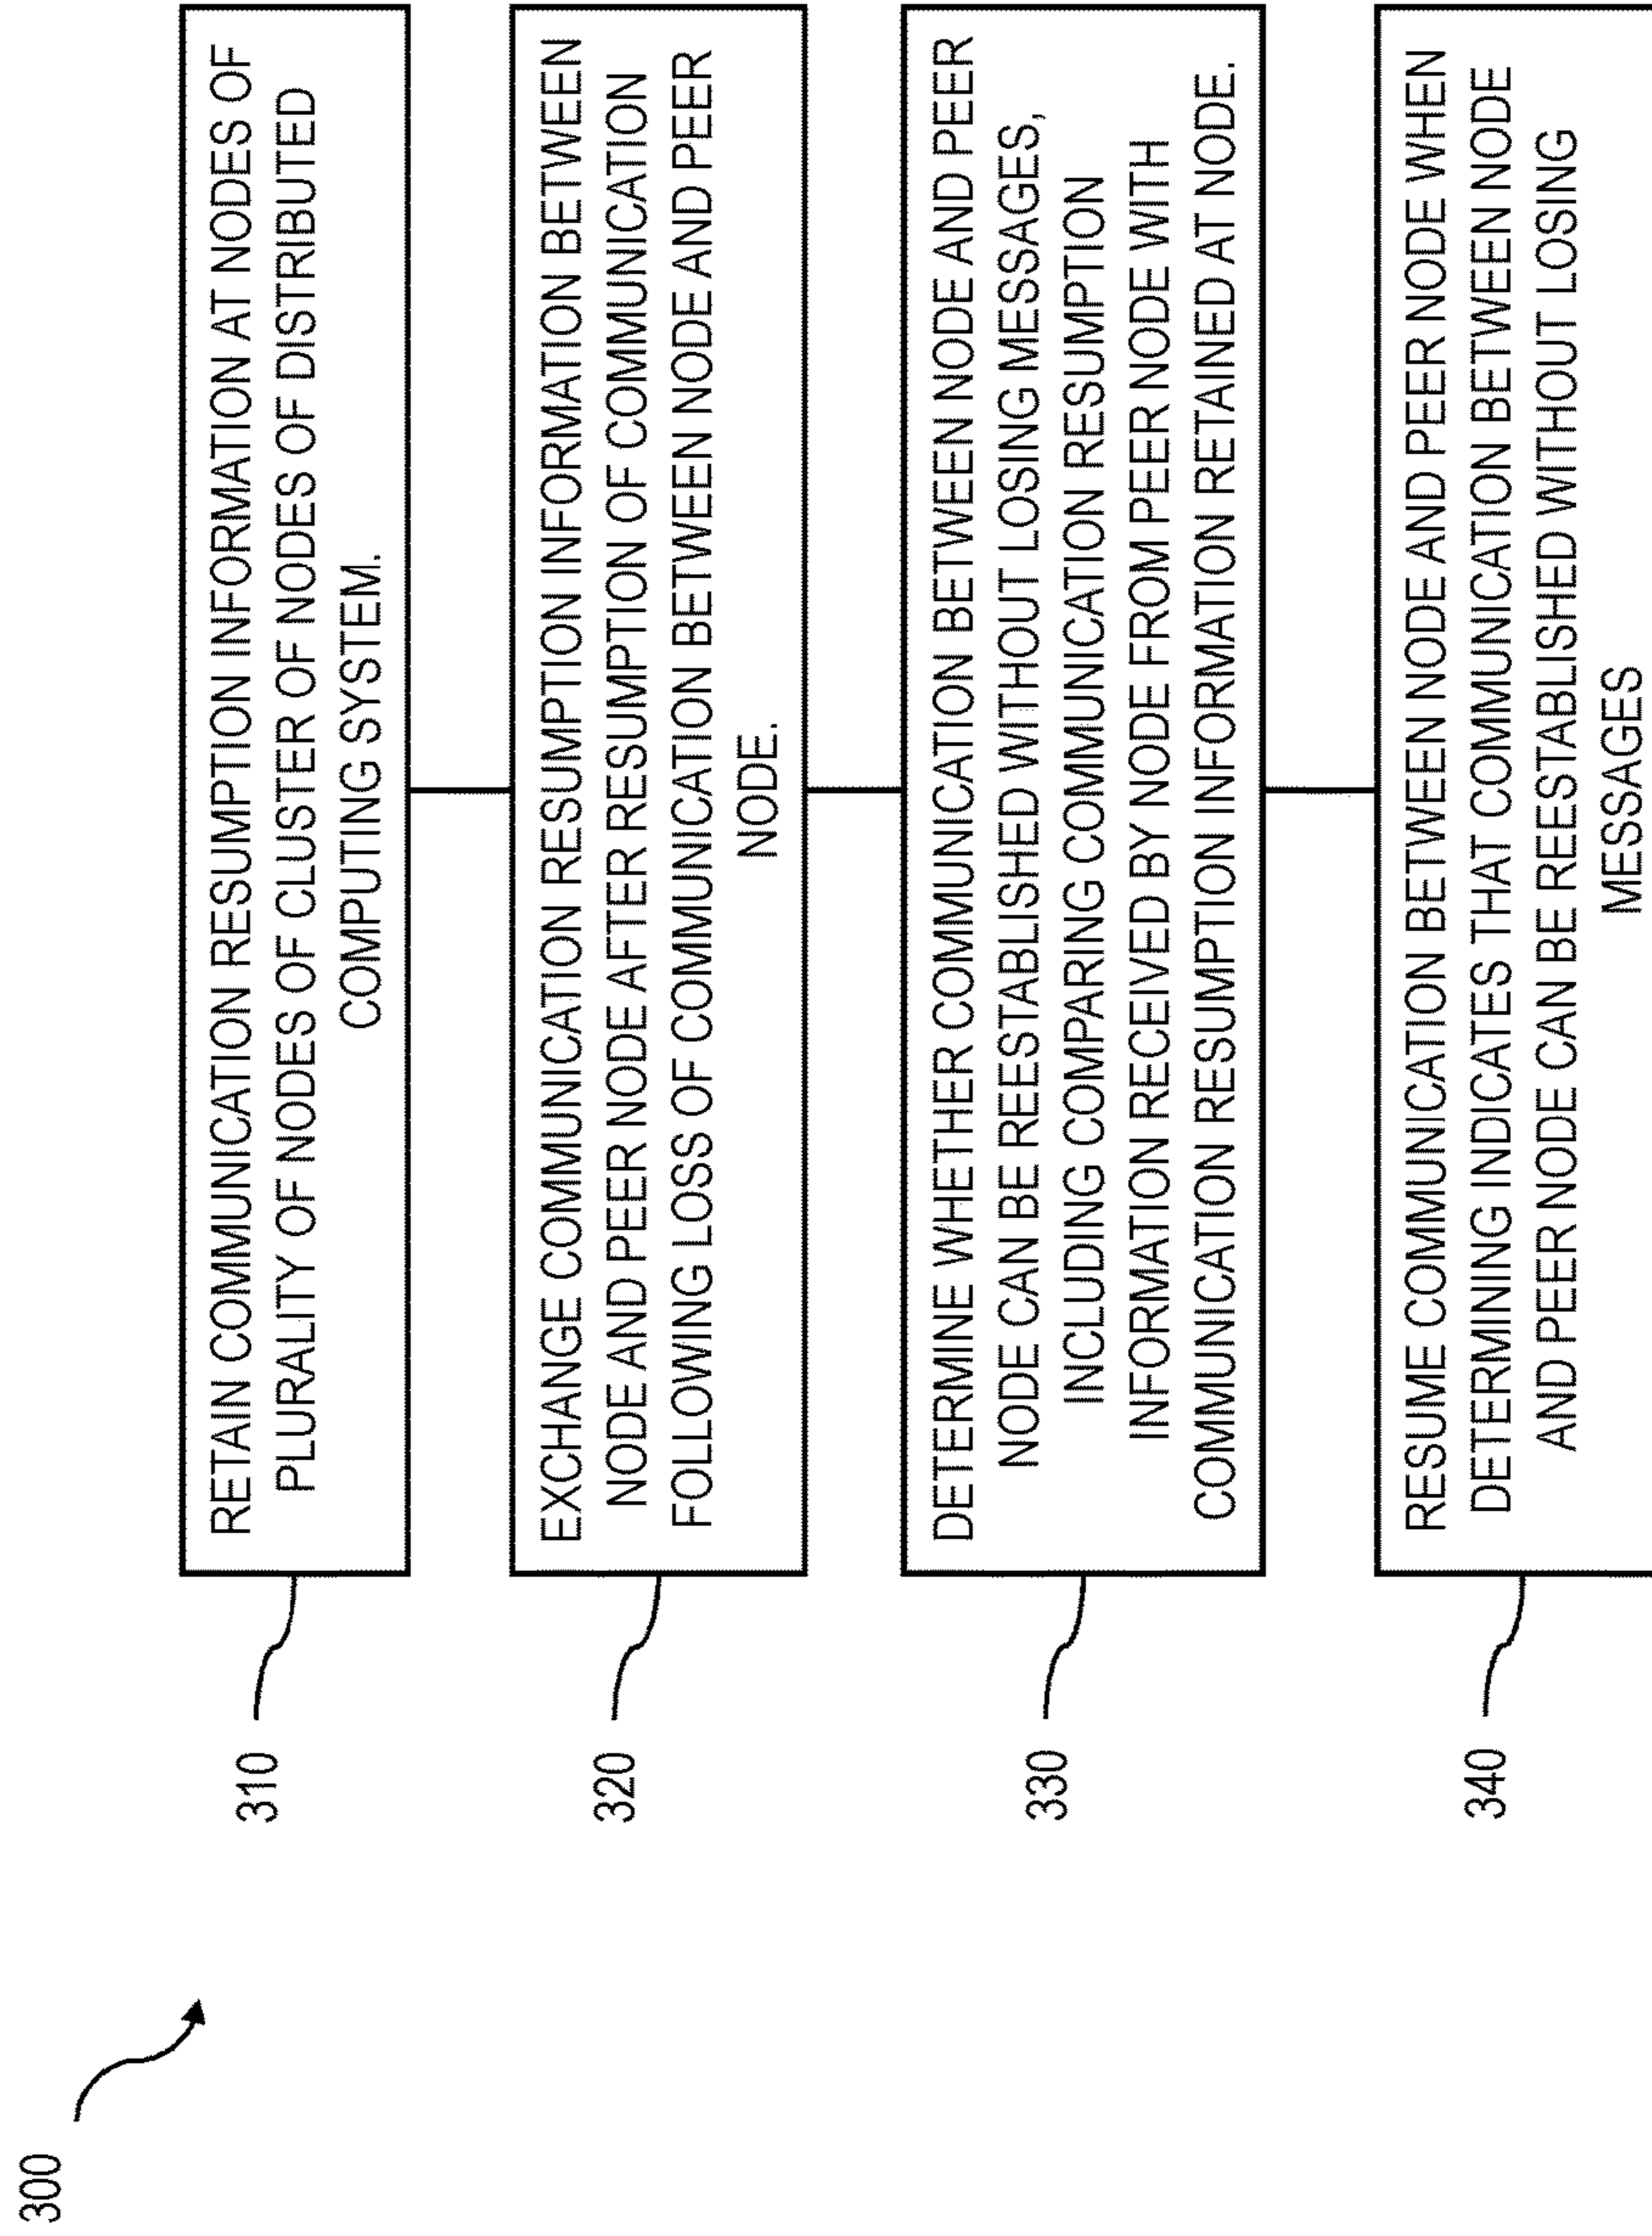 300
310
RETAIN COMMUNICATION RESUMPTION INFORMATION AT NODES OF
PLURALITY OF NODES OF CLUSTER OF NODES OF DISTRIBUTED
COMPUTING SYSTEM.
320
EXCHANGE COMMUNICATION RESUMPTION INFORMATION BETWEEN
NODE AND PEER NODE AFTER RESUMPTION OF COMMUNICATION
FOLLOWING LOSS OF COMMUNICATION BETWEEN NODE AND PEER
NODE.
330
DETERMINE WHETHER COMMUNICATION BETWEEN NODE AND PEER
NODE CAN BE REESTABLISHED WITHOUT LOSING MESSAGES,
INCLUDING COMPARING COMMUNICATION RESUMPTION
INFORMATION RECEIVED BY NODE FROM PEER NODE WITH
COMMUNICATION RESUMPTION INFORMATION RETAINED AT NODE.
340
RESUME COMMUNICATION BETWEEN NODE AND PEER NODE WHEN
DETERMINING INDICATES THAT COMMUNICATION BETWEEN NODE
AND PEER NODE CAN BE REESTABLISHED WITHOUT LOSING
MESSAGES